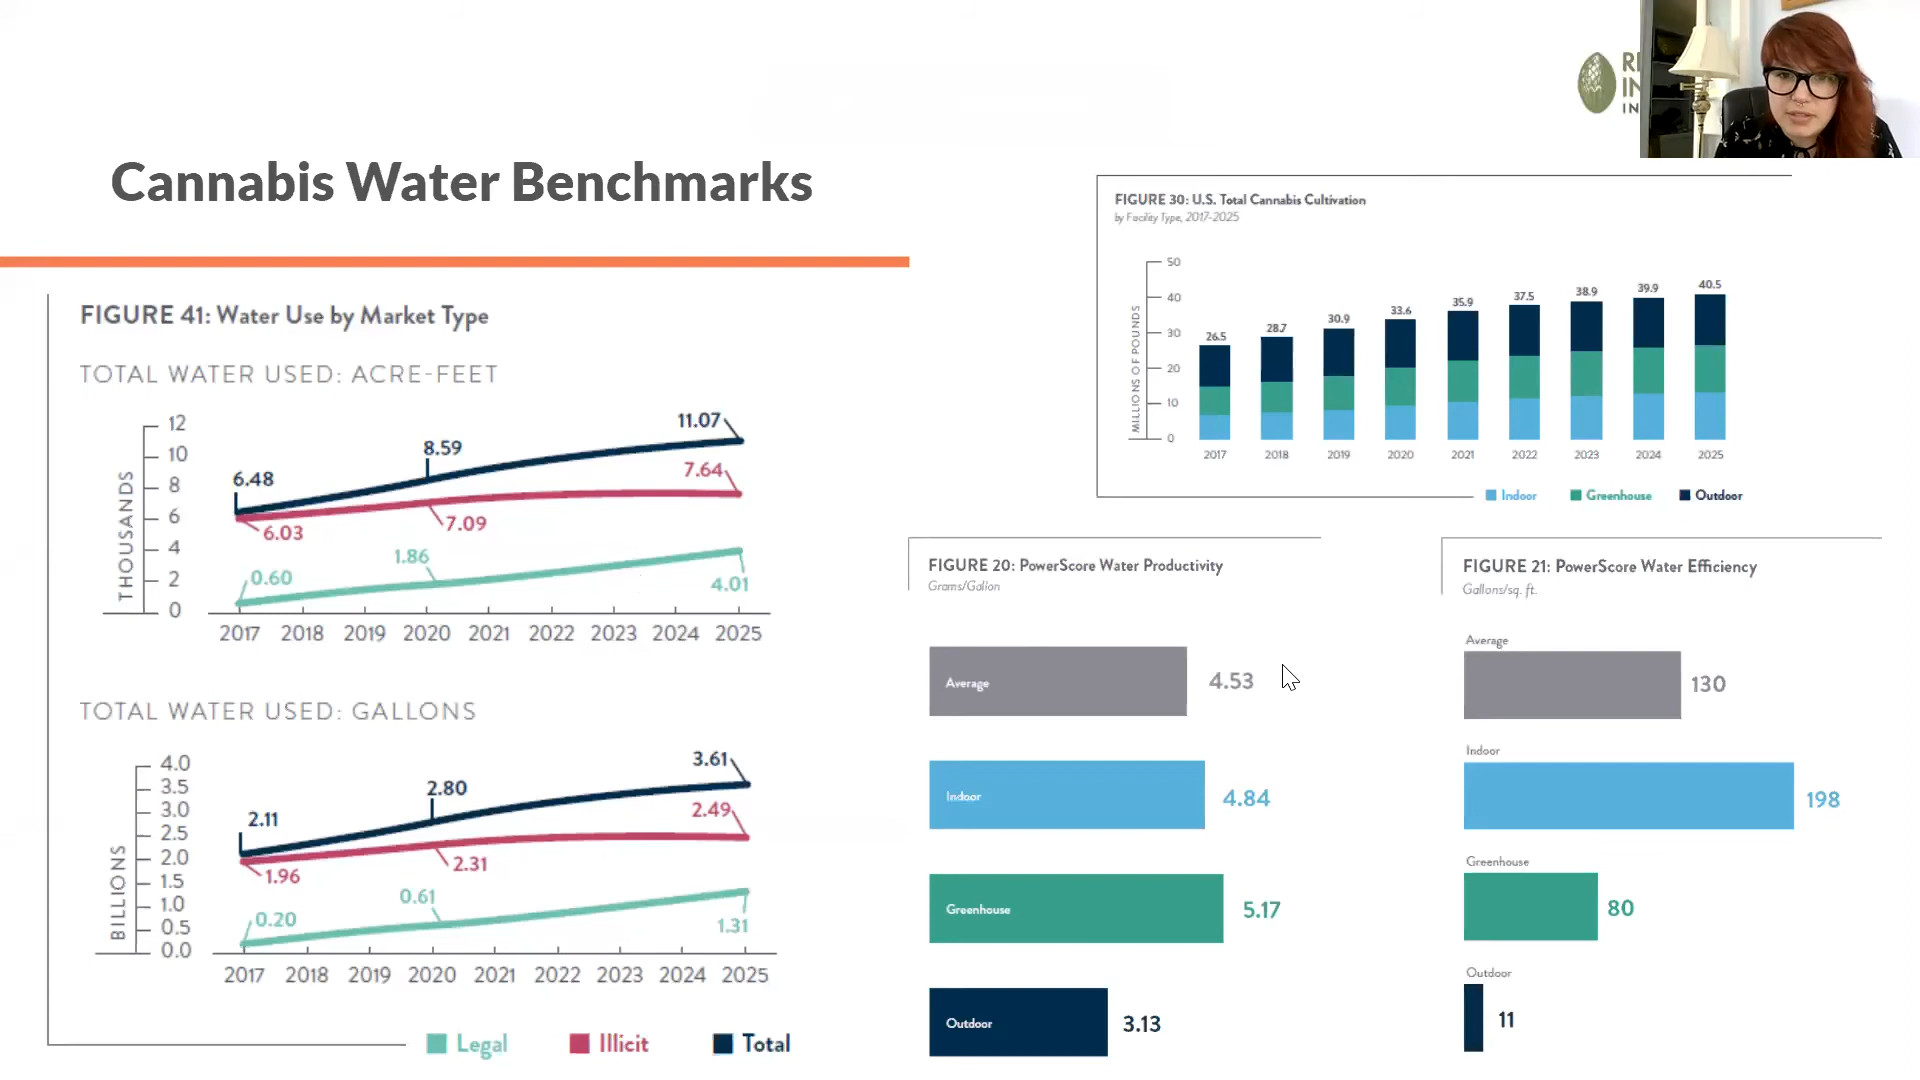 Cannabis Water Benchmarks
FIGURE 41: Water Use by Market Type
TOTAL WATER USED: ACRE-FEET
THOUSANDS
12
10
8
6
4
2
0
6.48
8.59
11.07
6.03
7.09
7.64
0.60
1.86
4.01
2017 2018 2019 2020 2021 2022 2023 2024 2025
TOTAL WATER USED: GALLONS
BILLIONS
4.0
3.5
3.0
2.5
2.0
1.5
1.0
0.5
0.0
2.11
2.80
3.61
1.96
2.31
2.49
0.20
0.61
1.31
2017 2018 2019 2020 2021 2022 2023 2024 2025
Legal Illicit Total
FIGURE 30: U.S. Total Cannabis Cultivation
by Facility Type, 2017-2025
MILLIONS OF POUNDS
50
40
30
20
10
0
26.5 28.7 30.9 33.6 35.9 37.5 38.9 39.9 40.5
2017 2018 2019 2020 2021 2022 2023 2024 2025
Indoor Greenhouse Outdoor
FIGURE 20: PowerScore Water Productivity
Grams/Gallon
Average 4.53
Indoor 4.84
Greenhouse 5.17
Outdoor 3.13
FIGURE 21: PowerScore Water Efficiency
Gallons/sq. ft.
Average
130
Indoor
198
Greenhouse
80
Outdoor
11